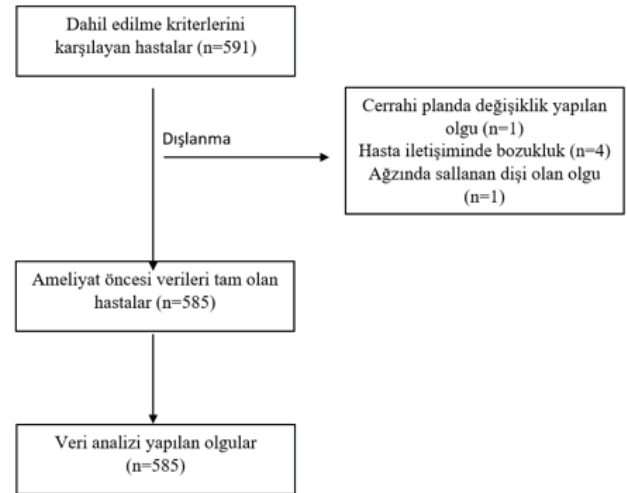 Dahil edilme kriterlerini
karşılayan hastalar (n=591)
Dışlanma
Cerrahi planda değişiklik yapılan
olgu (n=1)
Hasta iletişiminde bozukluk (n=4)
Ağzında sallanan dişi olan olgu
(n=1)
Ameliyat öncesi verileri tam olan
hastalar (n=585)
Veri analizi yapılan olgular
(n=585)